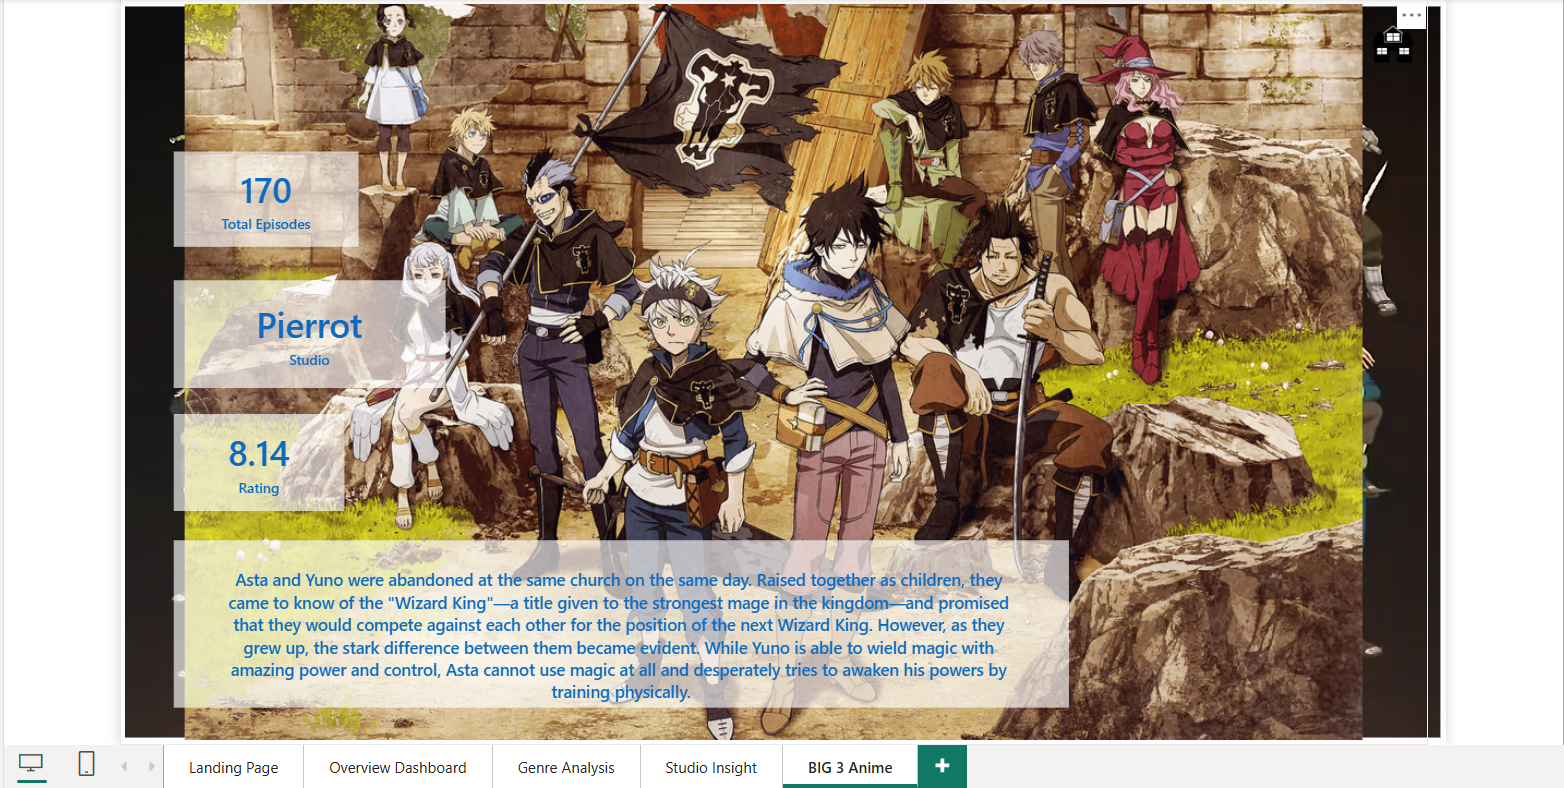 170
Total Episodes
Pierrot
Studio
8.14
Rating
Asta and Yuno were abandoned at the same church on the same day. Raised together as children, they
came to know of the "Wizard King"—a title given to the strongest mage in the kingdom—and promised
that they would compete against each other for the position of the next Wizard King. However, as they
grew up, the stark difference between them became evident. While Yuno is able to wield magic with
amazing power and control, Asta cannot use magic at all and desperately tries to awaken his powers by
training physically.
Landing Page
Overview Dashboard
Genre Analysis
Studio Insight
BIG 3 Anime